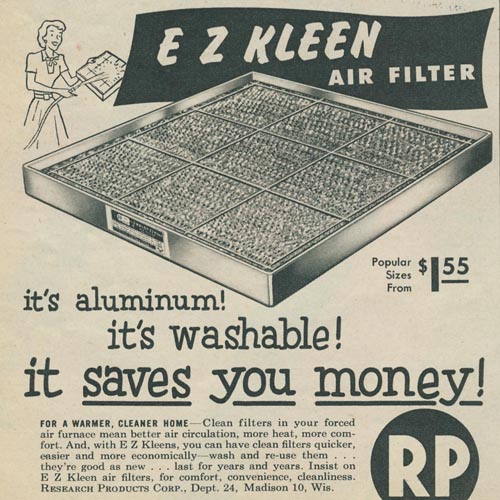 E Z KLEEN
AIR FILTER
Popular
Sizes
From
$1.55
it's aluminum!
it's washable!
it saves you money!
FOR A WARMER, CLEANER HOME—Clean filters in your forced
air furnace mean better air circulation, more heat, more com-
fort. And, with E Z Kleens, you can have clean filters quicker,
easier and more economically—wash and re-use them . . .
they're good as new . . . last for years and years. Insist on
E Z Kleen air filters, for comfort, convenience, cleanliness.
RESEARCH PRODUCTS CORP., Dept. 24, Madison 10, Wis.
RP